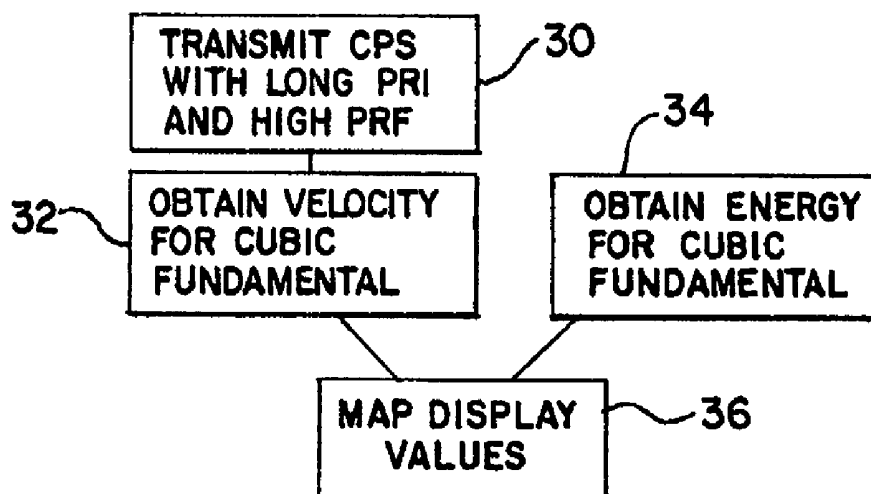 TRANSMIT CPS
WITH LONG PRI
AND HIGH PRF
30
32
OBTAIN VELOCITY
FOR CUBIC
FUNDAMENTAL
34
OBTAIN ENERGY
FOR CUBIC
FUNDAMENTAL
MAP DISPLAY
VALUES
36